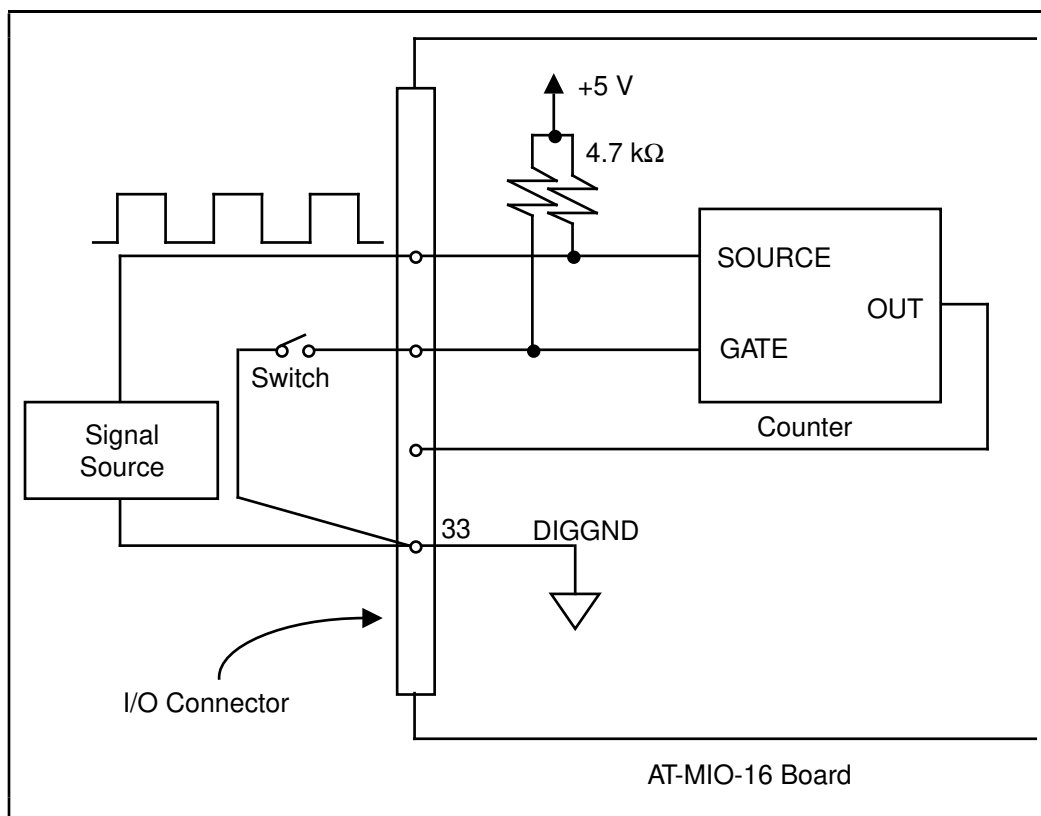 +5 V
4.7 kΩ
SOURCE
OUT
GATE
Switch
Counter
Signal
Source
33
DIGGND
I/O Connector
AT-MIO-16 Board